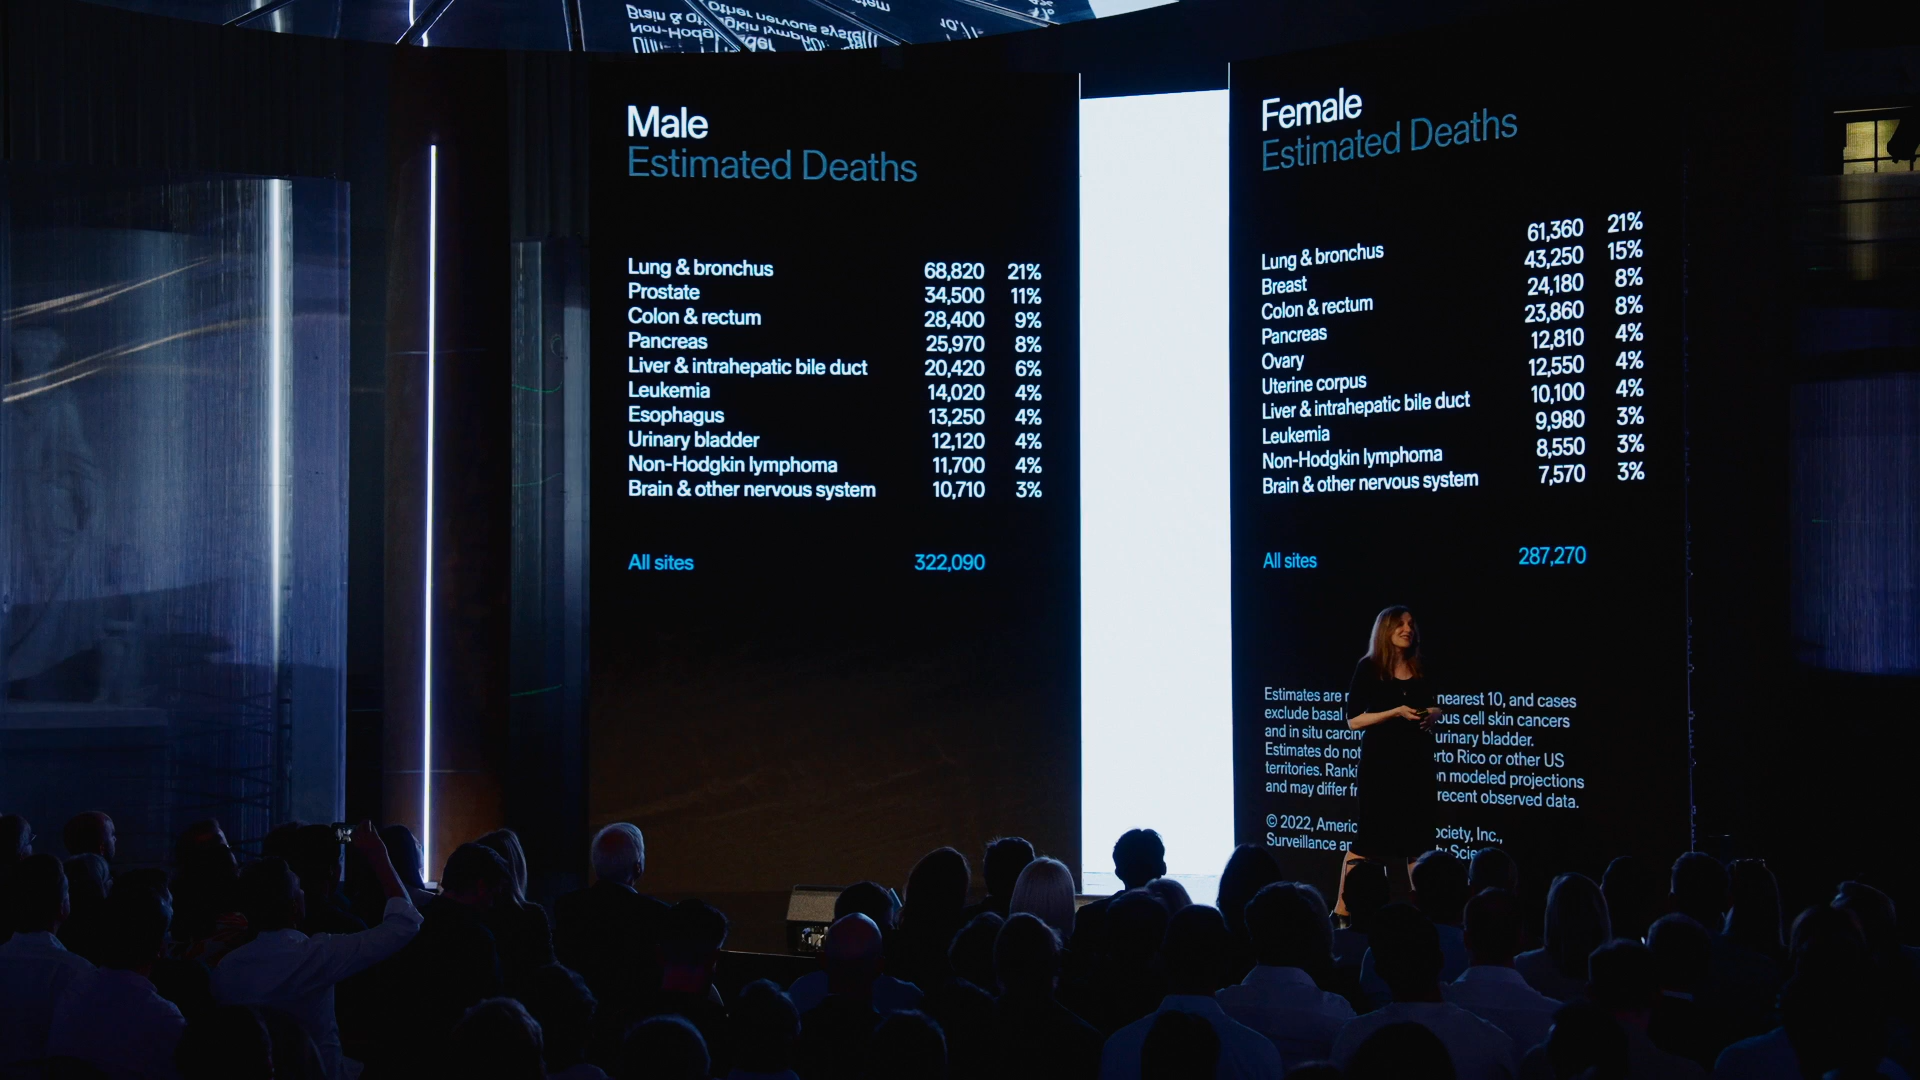 Male
Estimated Deaths
Lung & bronchus 68,820 21%
Prostate 34,500 11%
Colon & rectum 28,400 9%
Pancreas 25,970 8%
Liver & intrahepatic bile duct 20,420 6%
Leukemia 14,020 4%
Esophagus 13,250 4%
Urinary bladder 12,120 4%
Non-Hodgkin lymphoma 11,700 4%
Brain & other nervous system 10,710 3%
All sites 322,090
Female
Estimated Deaths
Lung & bronchus 61,360 21%
Breast 43,250 15%
Colon & rectum 24,180 8%
Pancreas 23,860 8%
Ovary 12,810 4%
Uterine corpus 12,550 4%
Liver & intrahepatic bile duct 10,100 4%
Leukemia 9,980 3%
Non-Hodgkin lymphoma 8,550 3%
Brain & other nervous system 7,570 3%
All sites 287,270
Estimates are nearest 10, and cases
exclude basal cell skin cancers
and in situ urinary bladder.
Estimates do not Rico or other US
territories. modeled projections
and may differ recent observed data.
© 2022, Inc.,
Surveillance